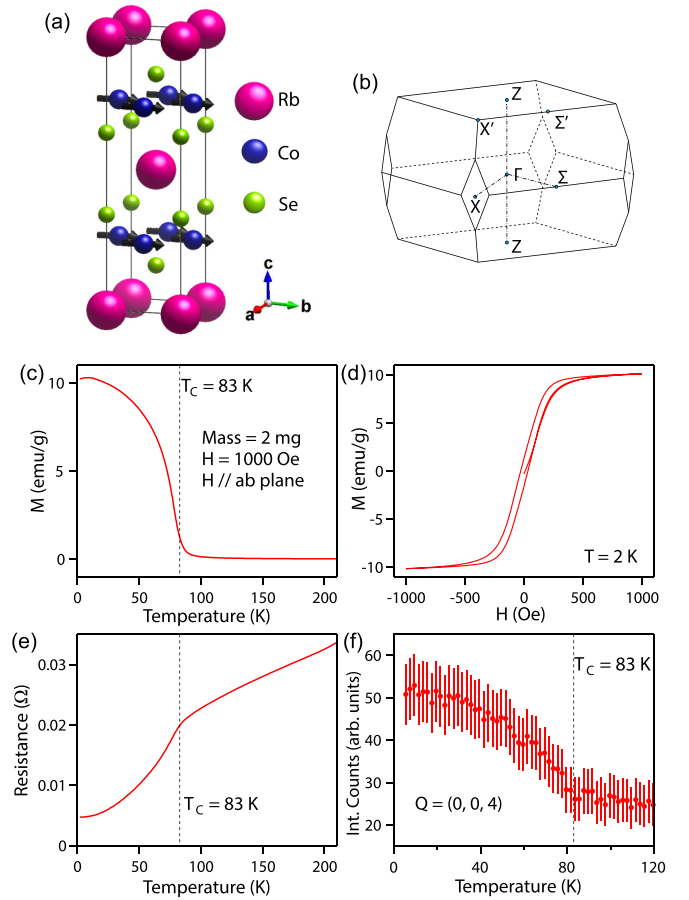 (a)
Rb
Co
Se
c
a
b
(b)
Z
X′
Σ′
Γ
X
Σ
Z
(c)
10
5
0
M (emu/g)
T_C = 83 K
Mass = 2 mg
H = 1000 Oe
H // ab plane
0 50 100 150 200
Temperature (K)
(d)
10
5
0
-5
-10
M (emu/g)
T = 2 K
-1000 -500 0 500 1000
H (Oe)
(e)
0.03
0.02
0.01
0
Resistance (Ω)
T_C = 83 K
0 50 100 150 200
Temperature (K)
(f)
60
50
40
30
20
Int. Counts (arb. units)
T_C = 83 K
Q = (0, 0, 4)
0 40 60 80 100 120
Temperature (K)